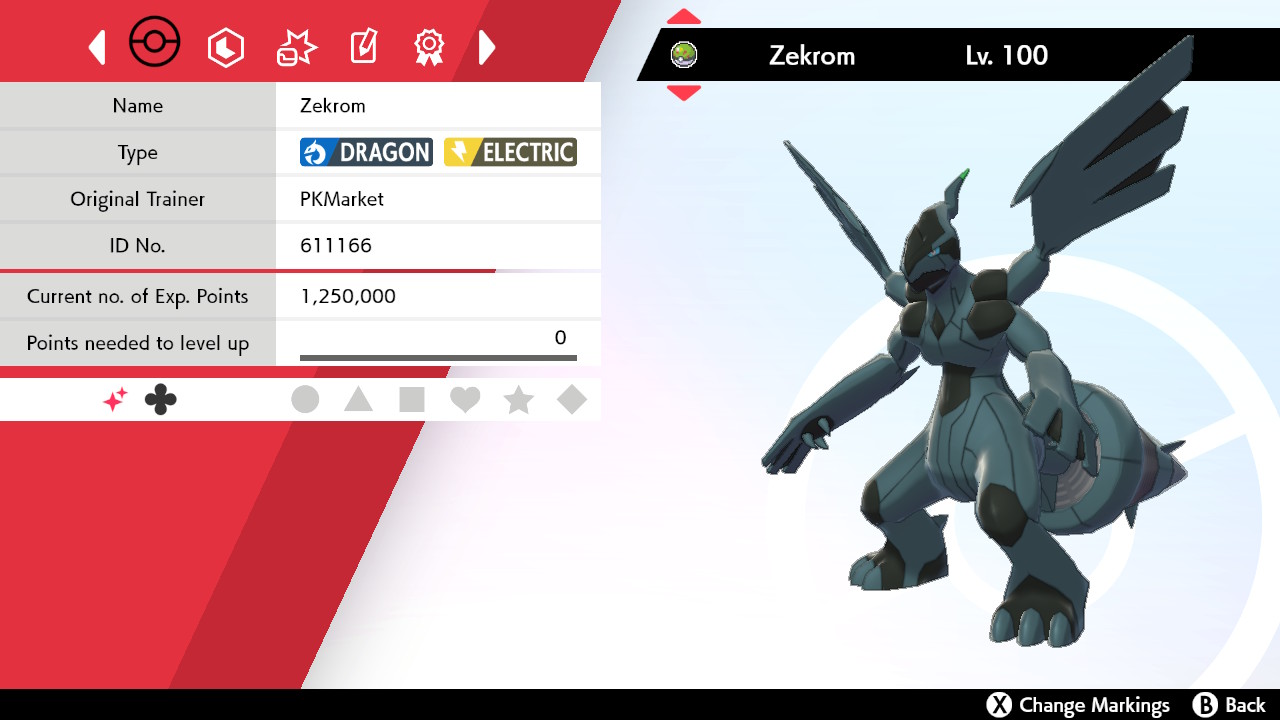 Zekrom Lv. 100
Name Zekrom
Type DRAGON ELECTRIC
Original Trainer PKMarket
ID No. 611166
Current no. of Exp. Points 1,250,000
Points needed to level up 0
X Change Markings B Back